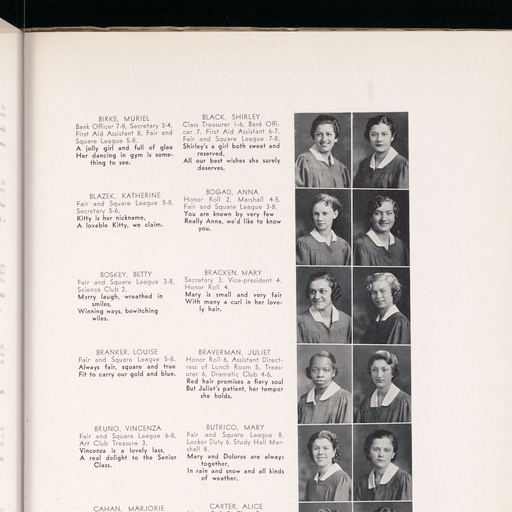 BIRKE, MURIEL
Bank Officer 7-8, Secretary 3-4,
First Aid Assistant 8, Fair and
Square League 5-8.
A jolly girl and full of glee
Her dancing in gym is some-
thing to see.
BLACK, SHIRLEY
Class Treasurer 1-6, Bank Offi-
cer 7, First Aid Assistant 6-7,
Fair and Square League 7-8.
Shirley's a girl both sweet and
reserved,
All our best wishes she surely
deserves.
BLAZEK, KATHERINE
Fair and Square League 5-8,
Secretary 5-6.
Kitty is her nickname,
A lovable Kitty, we claim.
BOGAD, ANNA
Honor Roll 2, Marshall 4-5,
Fair and Square League 3-8.
You are known by very few
Really Anna, we'd like to know
you.
BOSKEY, BETTY
Fair and Square League 3-8,
Science Club 2.
Merry laugh, wreathed in
smiles,
Winning ways, bewitching
wiles.
BRACKEN, MARY
Secretary 3, Vice-president 4,
Honor Roll 4.
Mary is small and very fair
With many a curl in her love-
ly hair.
BRANKER, LOUISE
Fair and Square League 5-8.
Always fair, square and true
Fit to carry our gold and blue.
BRAVERMAN, JULIET
Honor Roll 6, Assistant Direct-
ress of Lunch Room 5, Treas-
urer 6, Dramatic Club 4-6.
Red hair promises a fiery soul
But Juliet's patient, her temper
she holds.
BRUNO, VINCENZA
Fair and Square League 6-8,
Art Club Treasurer 3.
Vincenza is a lovely lass,
A real delight to the Senior
Class.
BUTRICO, MARY
Fair and Square League 8,
Locker Duty 6, Study Hall Mar-
shall 8.
Mary and Dolores are always
together,
In rain and snow and all kinds
of weather.
CAHAN, MARJORIE
CARTER, ALICE